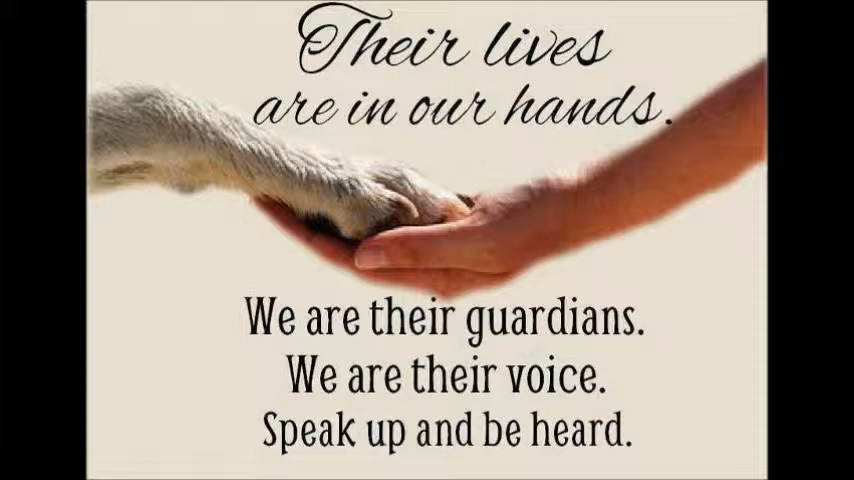 Their lives
are in our hands.
We are their guardians.
We are their voice.
Speak up and be heard.